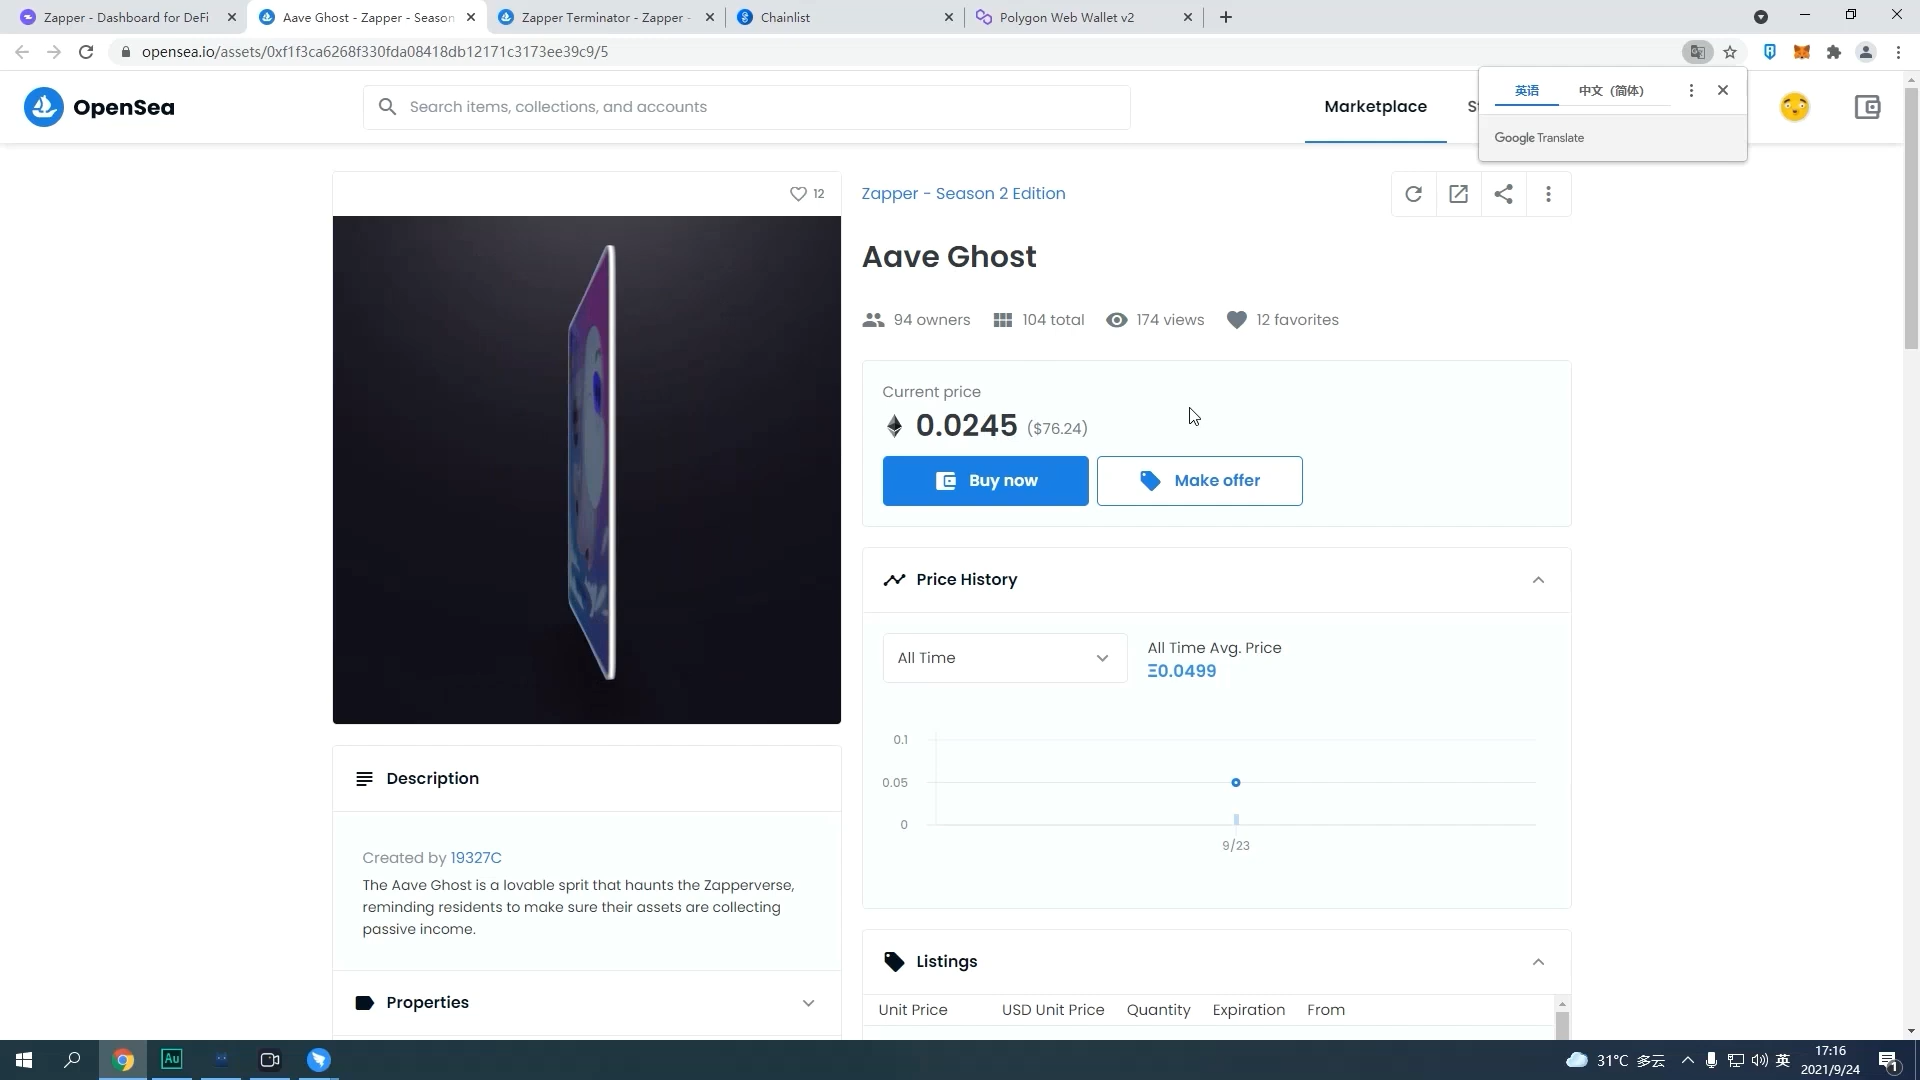 Zapper - Dashboard for DeFi
Aave Ghost - Zapper - Season
Zapper Terminator - Zapper -
Chainlist
Polygon Web Wallet v2
opensea.io/assets/0xf1f3ca6268f330fda08418db12171c3173ee39c9/5
英语
中文（简体）
Google Translate
OpenSea
Search items, collections, and accounts
Marketplace
12
Zapper - Season 2 Edition
Aave Ghost
94 owners
104 total
174 views
12 favorites
Current price
0.0245 ($76.24)
Buy now
Make offer
Price History
All Time
All Time Avg. Price
Ξ0.0499
0.1
0.05
0
9/23
Description
Created by 19327C
The Aave Ghost is a lovable sprit that haunts the Zapperverse,
reminding residents to make sure their assets are collecting
passive income.
Properties
Listings
Unit Price
USD Unit Price
Quantity
Expiration
From
Au
31°C 多云
英
17:16
2021/9/24
1